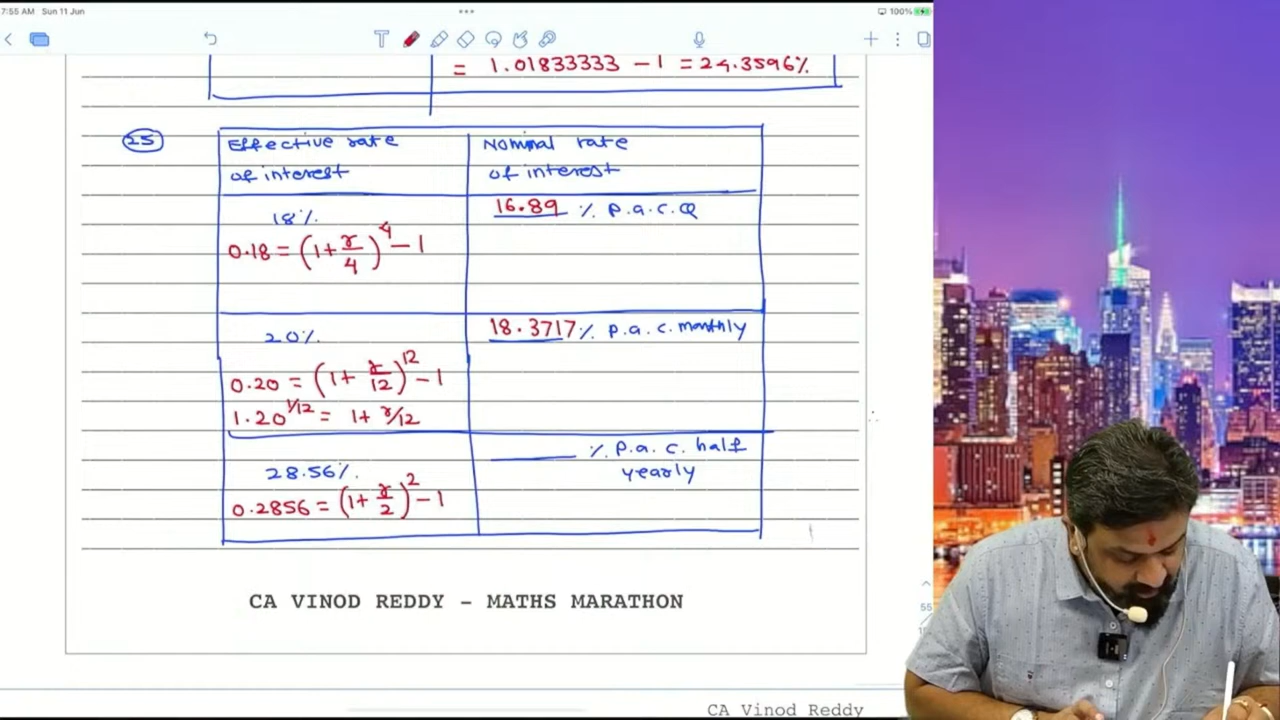 7:55 AM Sun 11 Jun
100%
= 1.01833333 - 1 = 24.3596%
25
Effective rate of interest
Nominal rate of interest
18%
16.89 % p.a.c.Q
0.18 = (1+r/4)^4 - 1
20%
18.3717% p.a.c.monthly
0.20 = (1+ r/12)^12 - 1
1.20^1/12 = 1+ r/12
28.56%
% p.a.c. half
yearly
0.2856 = (1+r/2)^2 - 1
CA VINOD REDDY - MATHS MARATHON
55
CA Vinod Reddy